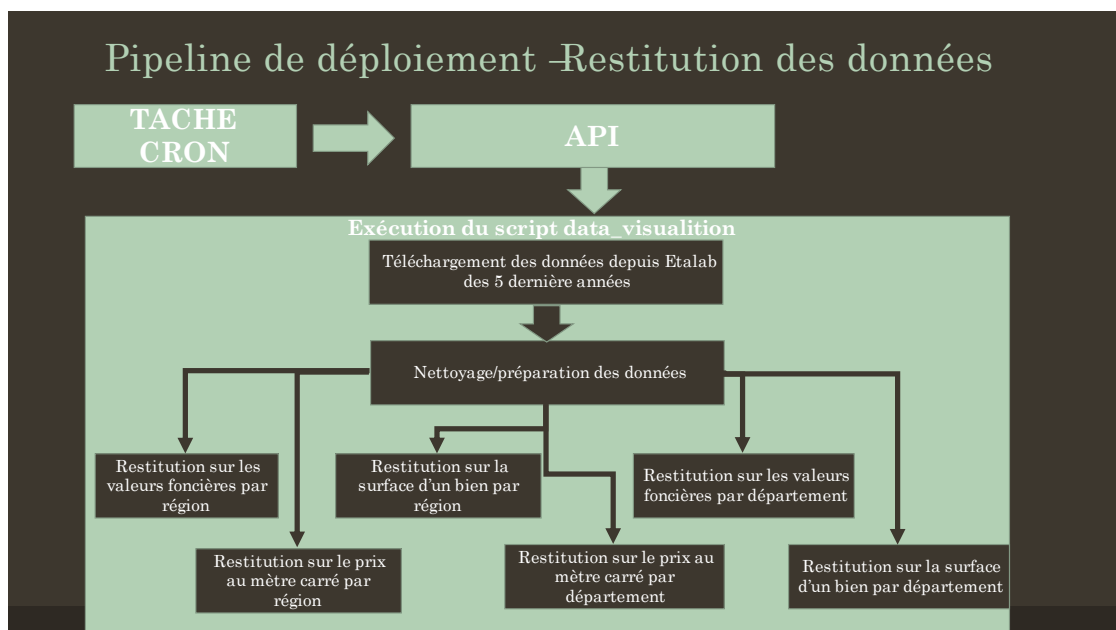 Pipeline de déploiement –Restitution des données
TACHE
CRON
API
Exécution du script data_visualition
Téléchargement des données depuis Etalab
des 5 dernière années
Nettoyage/préparation des données
Restitution sur les
valeurs foncières par
région
Restitution sur la
surface d'un bien par
région
Restitution sur les valeurs
foncières par département
Restitution sur le prix
au mètre carré par
région
Restitution sur le prix au
mètre carré par
département
Restitution sur la surface
d'un bien par département